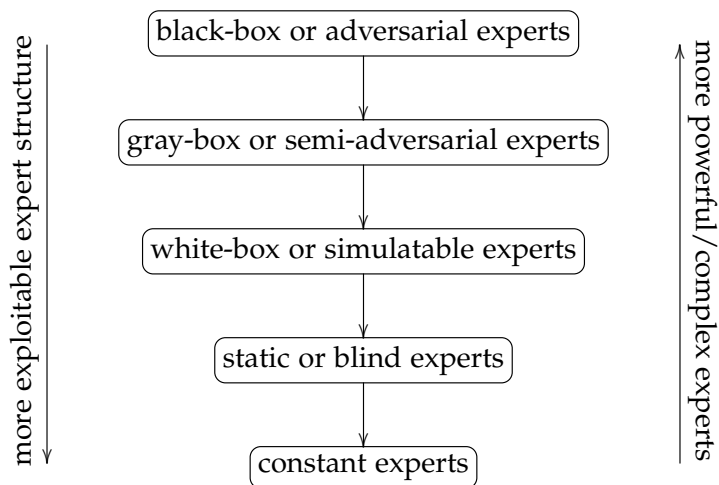 black-box or adversarial experts
gray-box or semi-adversarial experts
white-box or simulatable experts
static or blind experts
constant experts
more exploitable expert structure
more powerful/complex experts